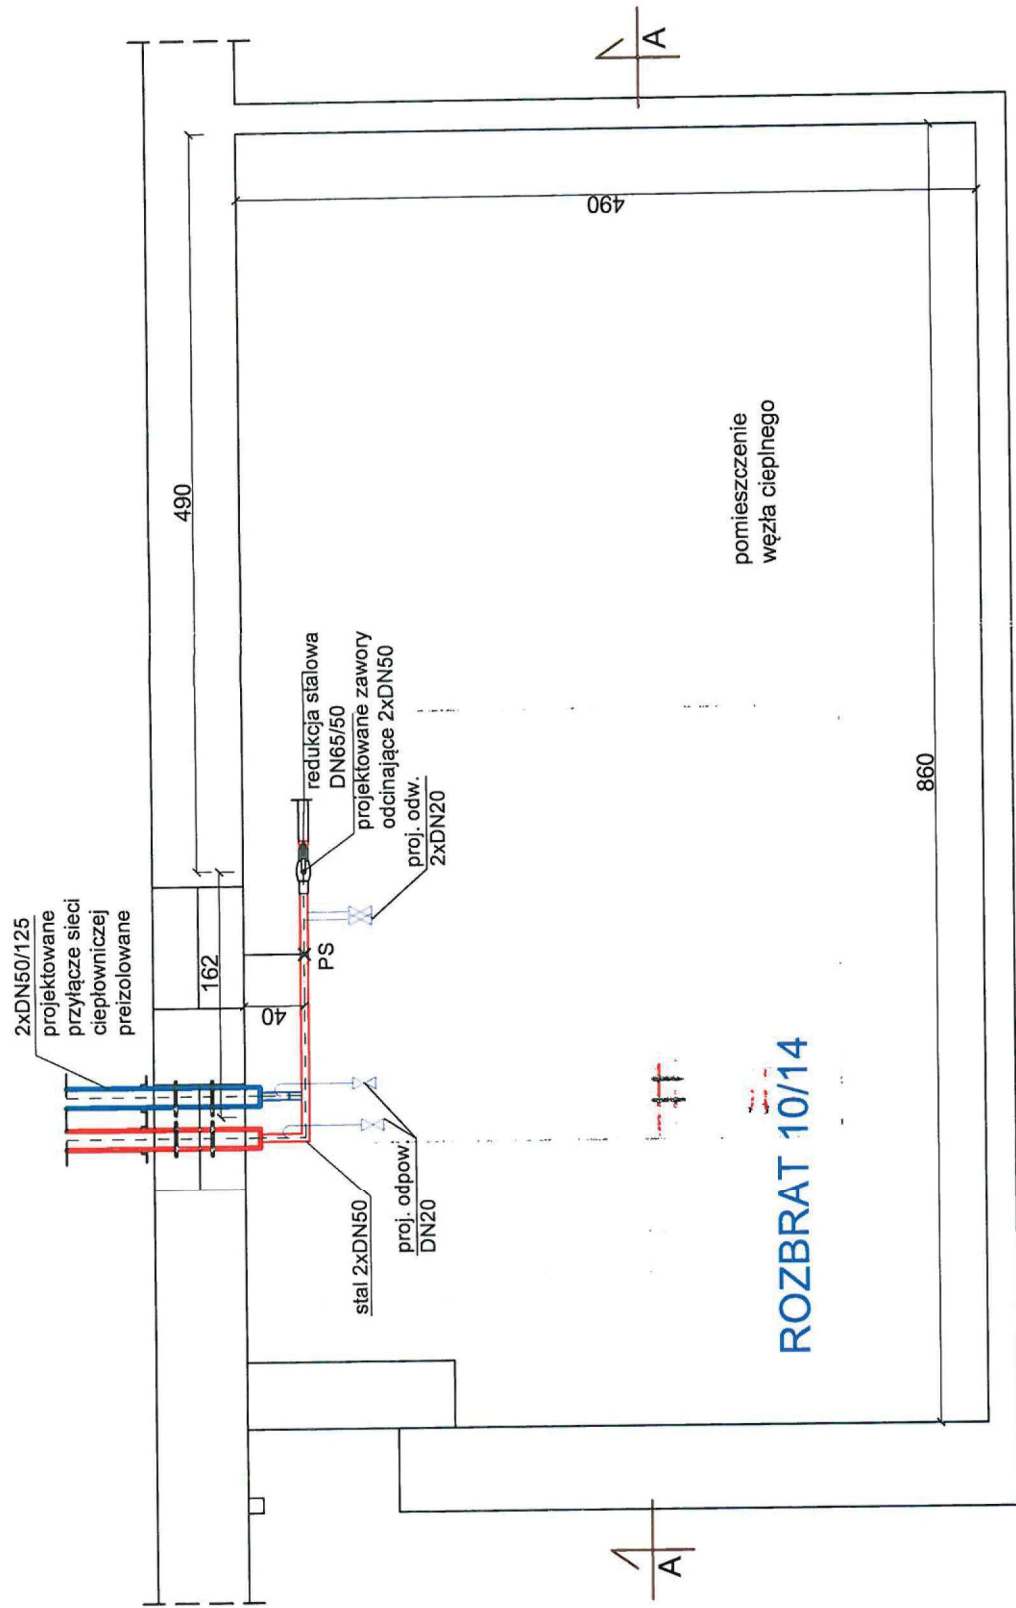 2xDN50/125
projektowane
przyłącze sieci
ciepłowniczej
preizolowane
490
162
40
490
860
A
A
PS
redukcja stalowa
DN65/50
projektowane zawory
odcinające 2xDN50
proj. odw.
2xDN20
stal 2xDN50
proj. odpow.
DN20
pomieszczenie
węzła cieplnego
ROZBRAT 10/14